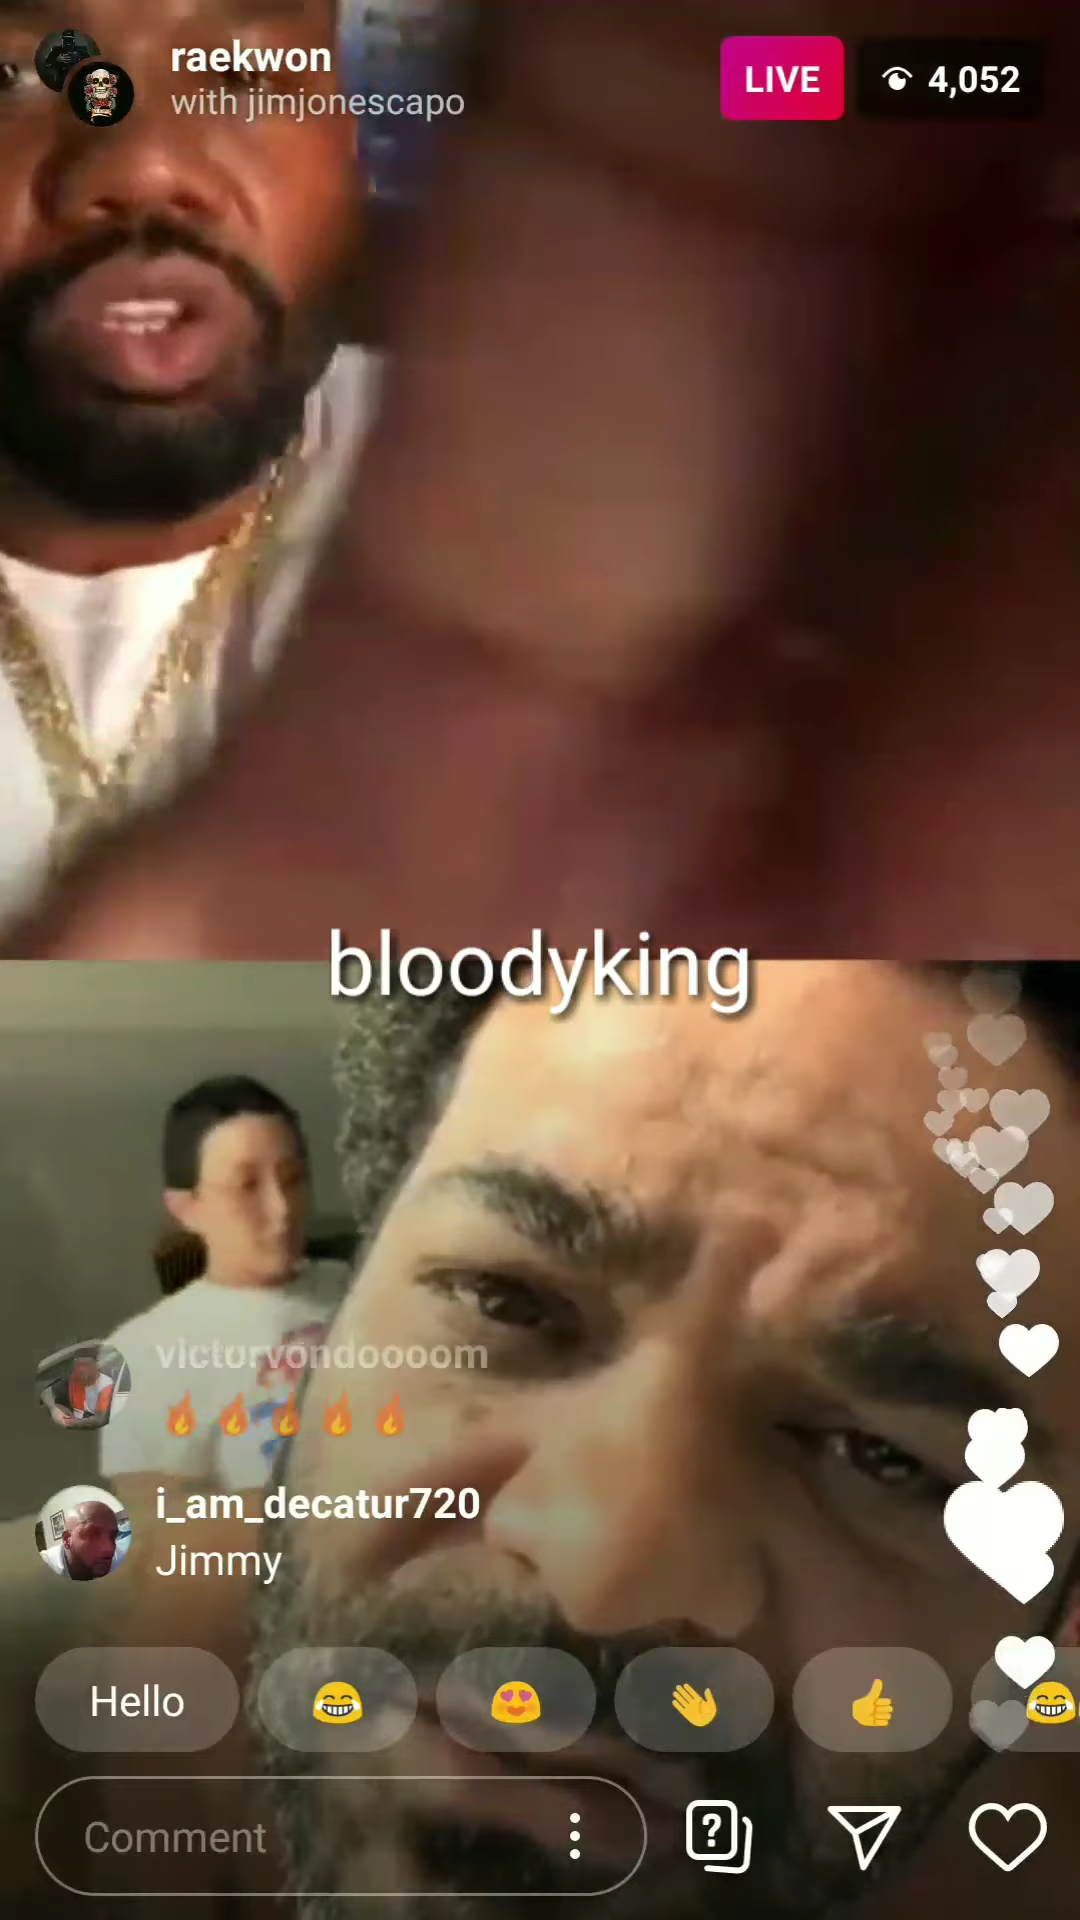 raekwon
with jimjonescapo
LIVE
4,052
bloodyking
victorvondoooom
i_am_decatur720
Jimmy
Hello
Comment